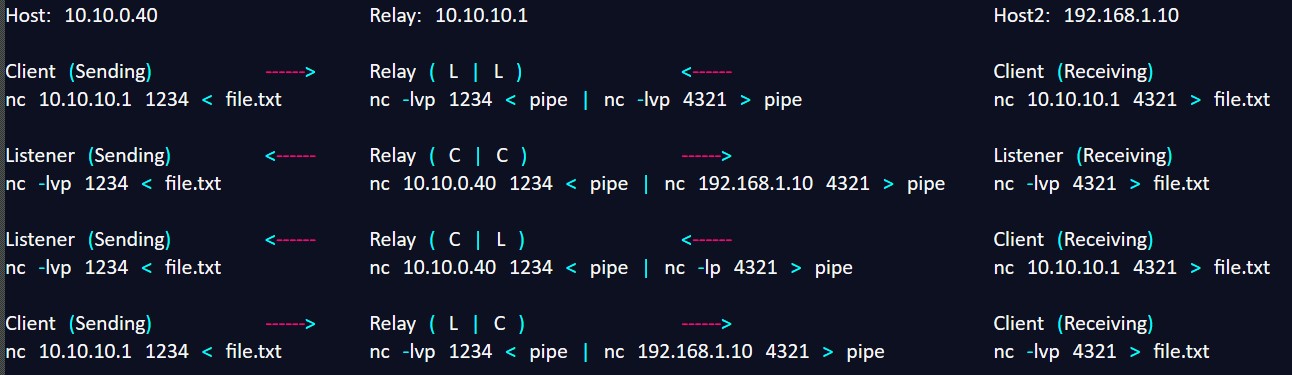 Host: 10.10.0.40 Relay: 10.10.10.1 Host2: 192.168.1.10
Client (Sending) ------> Relay ( L | L ) <------ Client (Receiving)
nc 10.10.10.1 1234 < file.txt nc -lvp 1234 < pipe | nc -lvp 4321 > pipe nc 10.10.10.1 4321 > file.txt
Listener (Sending) <------ Relay ( C | C ) ------> Listener (Receiving)
nc -lvp 1234 < file.txt nc 10.10.0.40 1234 < pipe | nc 192.168.1.10 4321 > pipe nc -lvp 4321 > file.txt
Listener (Sending) <------ Relay ( C | L ) <------ Client (Receiving)
nc -lvp 1234 < file.txt nc 10.10.0.40 1234 < pipe | nc -lp 4321 > pipe nc 10.10.10.1 4321 > file.txt
Client (Sending) ------> Relay ( L | C ) ------> Client (Receiving)
nc 10.10.10.1 1234 < file.txt nc -lvp 1234 < pipe | nc 192.168.1.10 4321 > pipe nc -lvp 4321 > file.txt